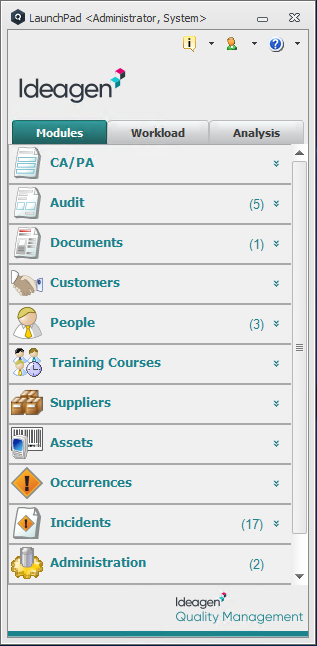 LaunchPad <Administrator, System>
Ideagen
Modules Workload Analysis
CA/PA
Audit (5)
Documents (1)
Customers
People (3)
Training Courses
Suppliers
Assets
Occurrences
Incidents (17)
Administration (2)
Ideagen
Quality Management